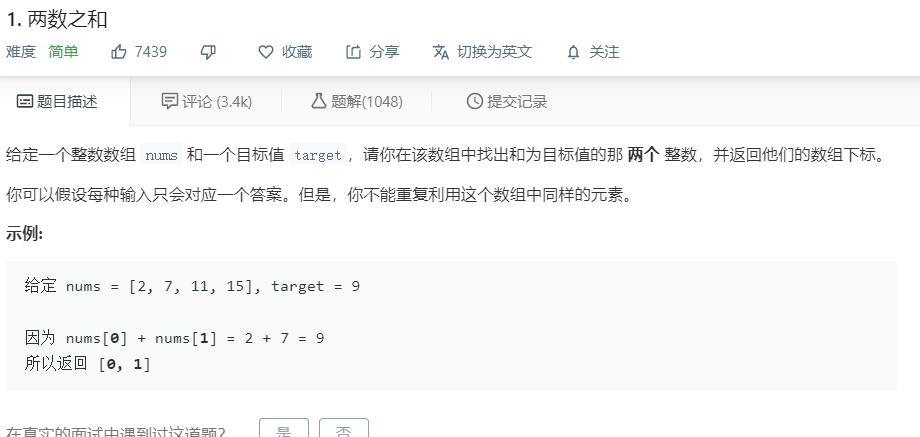 1. 两数之和
难度 简单 7439 收藏 分享 切换为英文 关注
题目描述 评论 (3.4k) 题解(1048) 提交记录
给定一个整数数组 nums 和一个目标值 target，请你在该数组中找出和为目标值的那 两个 整数，并返回他们的数组下标。
你可以假设每种输入只会对应一个答案。但是，你不能重复利用这个数组中同样的元素。
示例:
给定 nums = [2, 7, 11, 15], target = 9
因为 nums[0] + nums[1] = 2 + 7 = 9
所以返回 [0, 1]
在真实的面试中遇到过这道题? 是 否